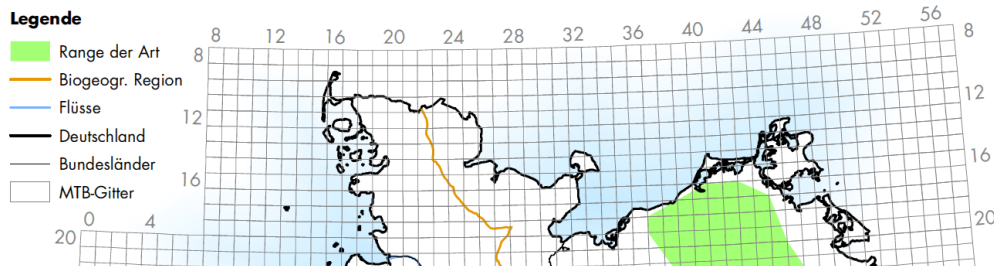 Legende
Range der Art
Biogeogr. Region
Flüsse
Deutschland
Bundesländer
MTB-Gitter
8 12 16 20 24 28 32 36 40 44 48 52 56
8 8
12 12
16 16
0 4
20 20